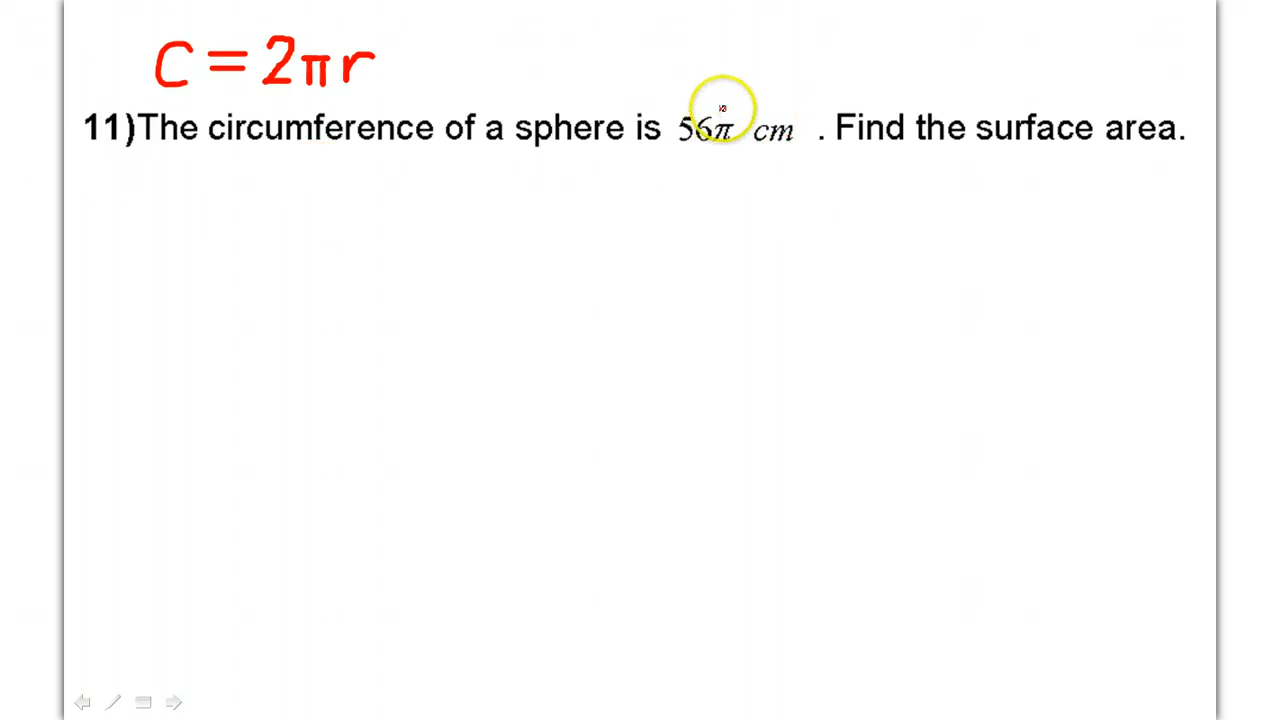 C = 2πr
11)The circumference of a sphere is 56π cm . Find the surface area.